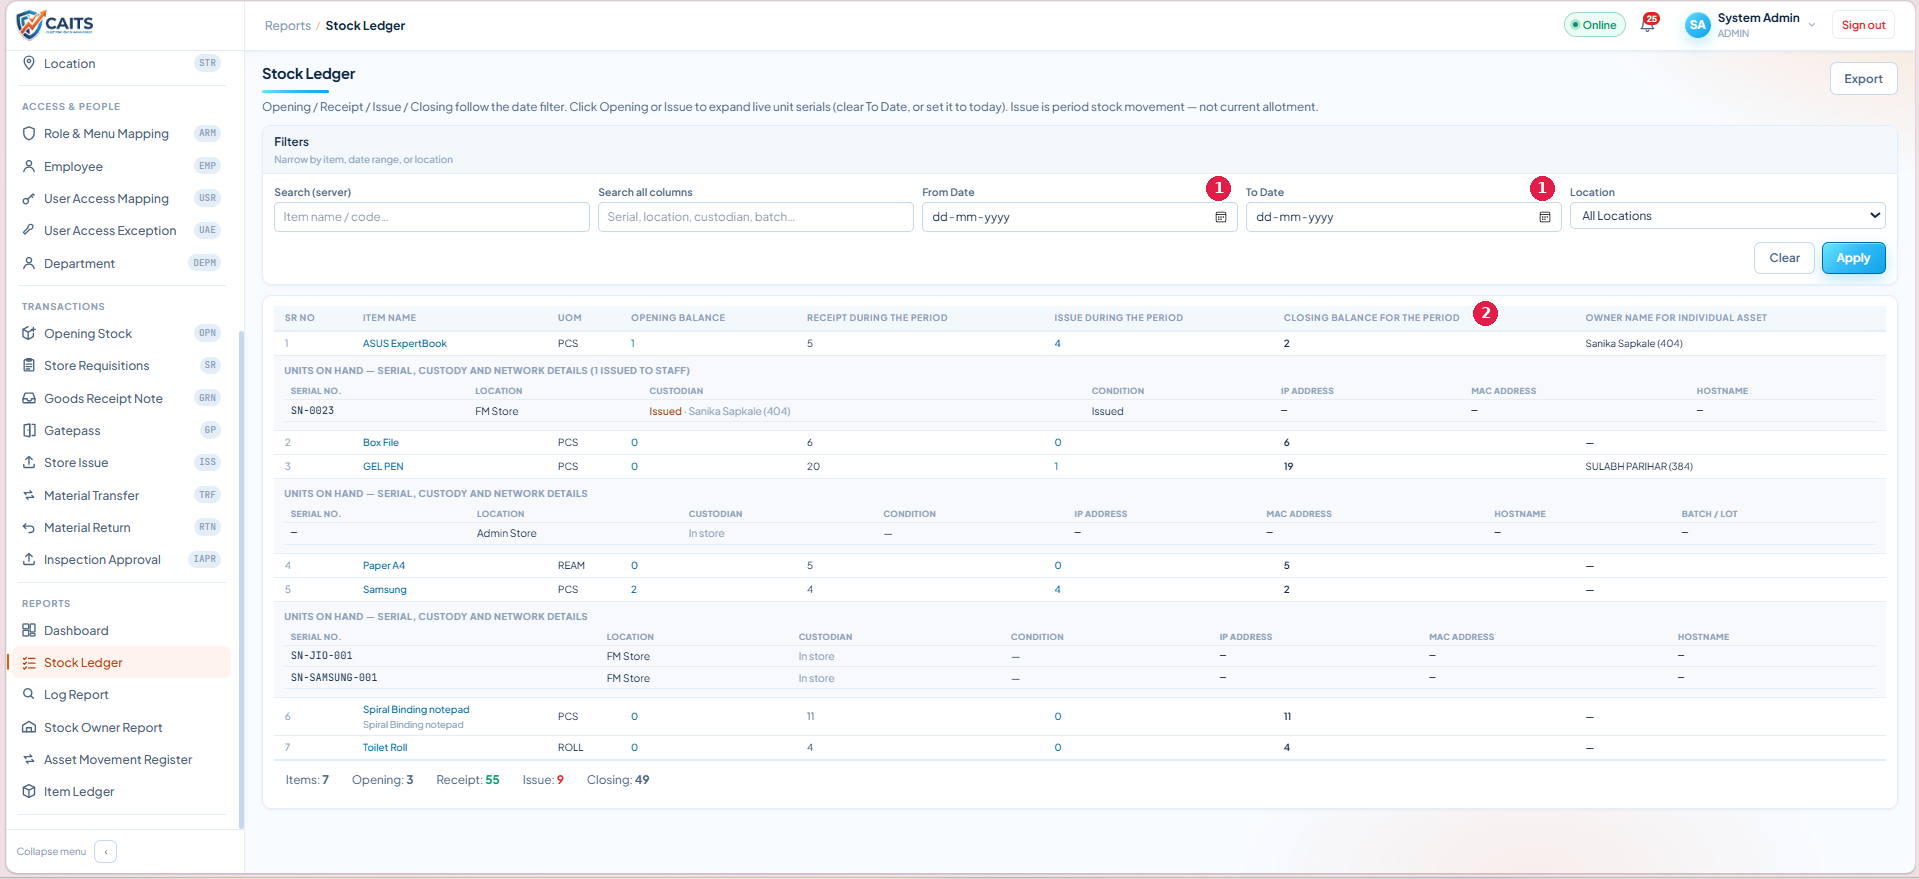 CAITS
Reports / Stock Ledger
Online
25
SA
System Admin
ADMIN
Sign out
Location STR
ACCESS & PEOPLE
Role & Menu Mapping ARM
Employee EMP
User Access Mapping USR
User Access Exception UAE
Department DEPM
TRANSACTIONS
Opening Stock OPN
Store Requisitions SR
Goods Receipt Note GRN
Gatepass GP
Store Issue ISS
Material Transfer TRF
Material Return RTN
Inspection Approval IAPR
REPORTS
Dashboard
Stock Ledger
Log Report
Stock Owner Report
Asset Movement Register
Item Ledger
Collapse menu ‹
Stock Ledger
Export
Opening / Receipt / Issue / Closing follow the date filter. Click Opening or Issue to expand live unit serials (clear To Date, or set it to today). Issue is period stock movement — not current allotment.
Filters
Narrow by item, date range, or location
Search (server) Search all columns From Date 1 To Date 1 Location
Item name / code... Serial, location, custodian, batch... dd-mm-yyyy dd-mm-yyyy All Locations
Clear Apply
SR NO ITEM NAME UOM OPENING BALANCE RECEIPT DURING THE PERIOD ISSUE DURING THE PERIOD CLOSING BALANCE FOR THE PERIOD 2 OWNER NAME FOR INDIVIDUAL ASSET
1 ASUS ExpertBook PCS 1 5 4 2 Sanika Sapkale (404)
UNITS ON HAND — SERIAL, CUSTODY AND NETWORK DETAILS (1 ISSUED TO STAFF)
SERIAL NO. LOCATION CUSTODIAN CONDITION IP ADDRESS MAC ADDRESS HOSTNAME
SN-0023 FM Store Issued · Sanika Sapkale (404) Issued — — —
2 Box File PCS 0 6 0 6 —
3 GEL PEN PCS 0 20 1 19 SULABH PARIHAR (384)
UNITS ON HAND — SERIAL, CUSTODY AND NETWORK DETAILS
SERIAL NO. LOCATION CUSTODIAN CONDITION IP ADDRESS MAC ADDRESS HOSTNAME BATCH / LOT
— Admin Store In store — — — — —
4 Paper A4 REAM 0 5 0 5 —
5 Samsung PCS 2 4 4 2 —
UNITS ON HAND — SERIAL, CUSTODY AND NETWORK DETAILS
SERIAL NO. LOCATION CUSTODIAN CONDITION IP ADDRESS MAC ADDRESS HOSTNAME
SN-JIO-001 FM Store In store — — — —
SN-SAMSUNG-001 FM Store In store — — — —
6 Spiral Binding notepad PCS 0 11 0 11 —
Spiral Binding notepad
7 Toilet Roll ROLL 0 4 0 4 —
Items: 7 Opening: 3 Receipt: 55 Issue: 9 Closing: 49